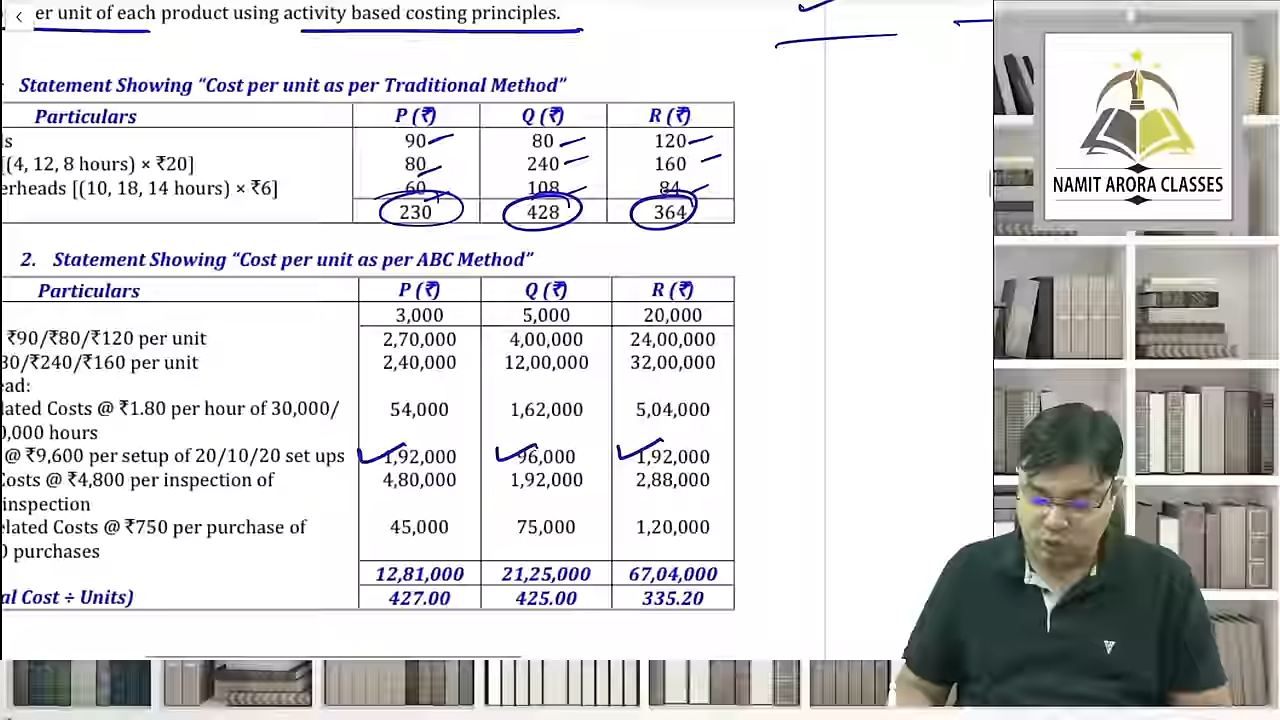 er unit of each product using activity based costing principles.
Statement Showing “Cost per unit as per Traditional Method”
Particulars P (₹) Q (₹) R (₹)
ls 90 80 120
[(4, 12, 8 hours) × ₹20] 80 240 160
erheads [(10, 18, 14 hours) × ₹6] 60 108 84
230 428 364
2. Statement Showing “Cost per unit as per ABC Method”
Particulars P (₹) Q (₹) R (₹)
3,000 5,000 20,000
₹90/₹80/₹120 per unit 2,70,000 4,00,000 24,00,000
80/₹240/₹160 per unit 2,40,000 12,00,000 32,00,000
ead:
lated Costs @ ₹1.80 per hour of 30,000/ 54,000 1,62,000 5,04,000
0,000 hours
@ ₹9,600 per setup of 20/10/20 set ups 1,92,000 96,000 1,92,000
Costs @ ₹4,800 per inspection of 4,80,000 1,92,000 2,88,000
inspection
elated Costs @ ₹750 per purchase of 45,000 75,000 1,20,000
0 purchases
12,81,000 21,25,000 67,04,000
al Cost ÷ Units) 427.00 425.00 335.20
NAMIT ARORA CLASSES